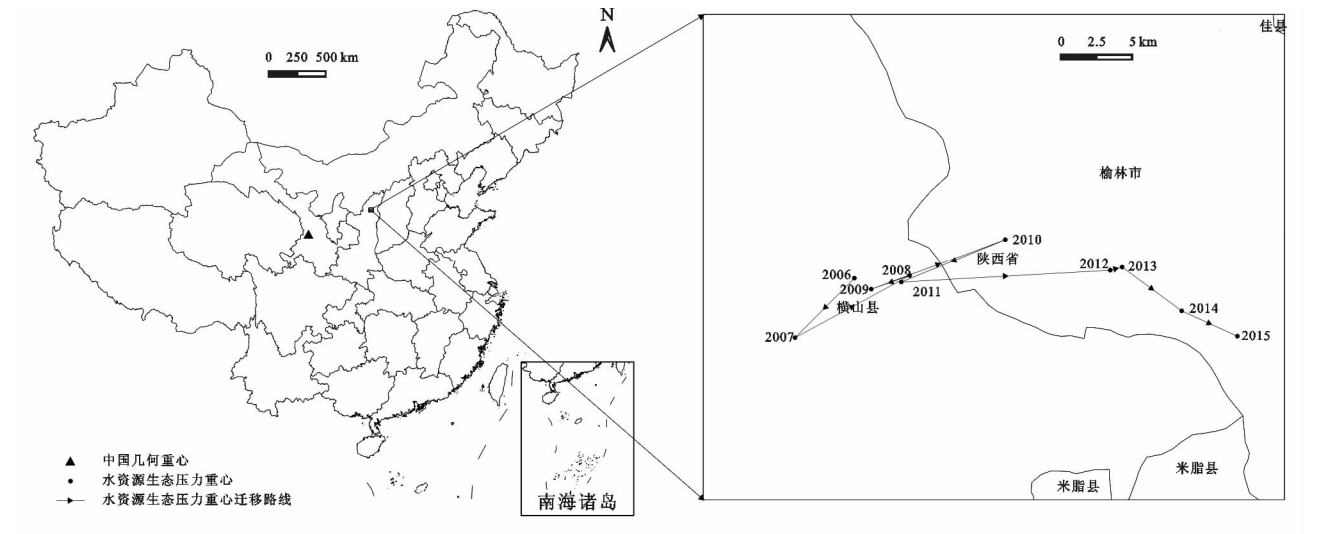 N
0 250 500 km
中国几何重心
水资源生态压力重心
水资源生态压力重心迁移路线
南海诸岛
佳县
0 2.5 5 km
榆林市
2010
陕西省
2006
2008
2012
2013
2009
2011
横山县
2014
2007
2015
米脂县
米脂县